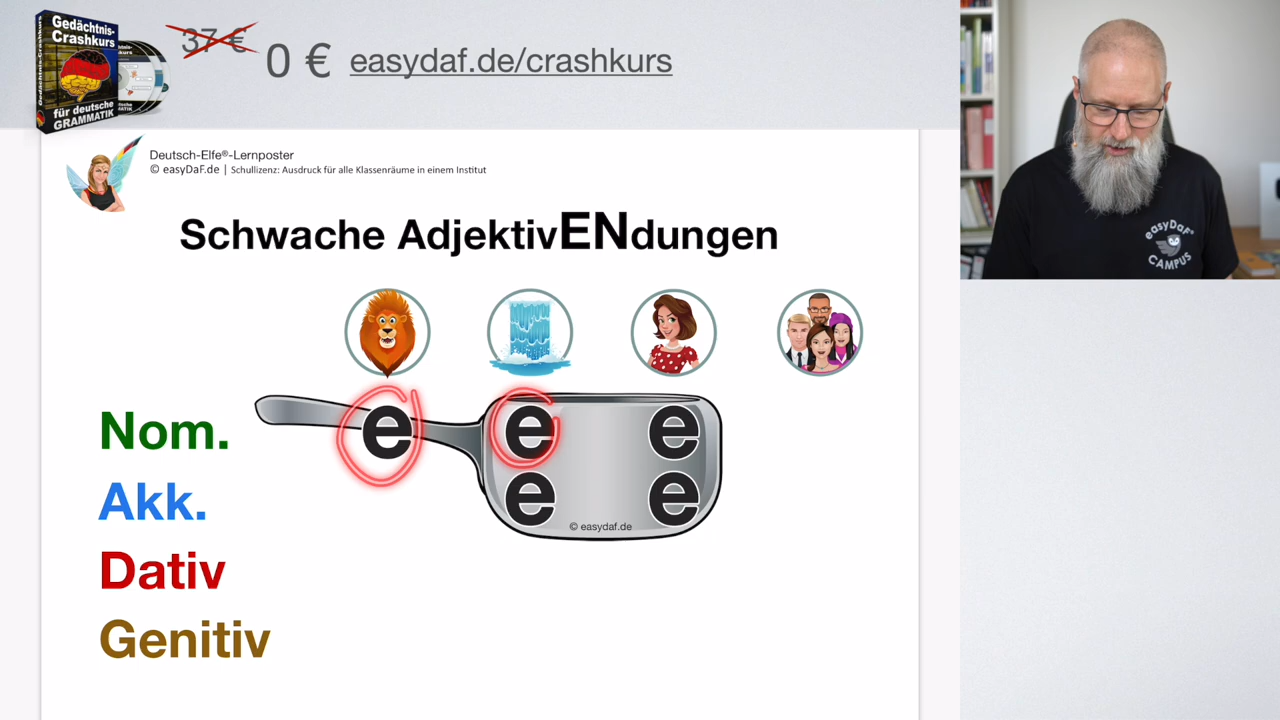 Gedächtnis-
Crashkurs
für deutsche
GRAMMATIK
37 €
0 € easydaf.de/crashkurs
Deutsch-Elfe®-Lernposter
© easyDaF.de | Schullizenz: Ausdruck für alle Klassenräume in einem Institut
Schwache AdjektivENdungen
Nom. e e e
Akk. e e
© easydaf.de
Dativ
Genitiv
easyDaF®
CAMPUS